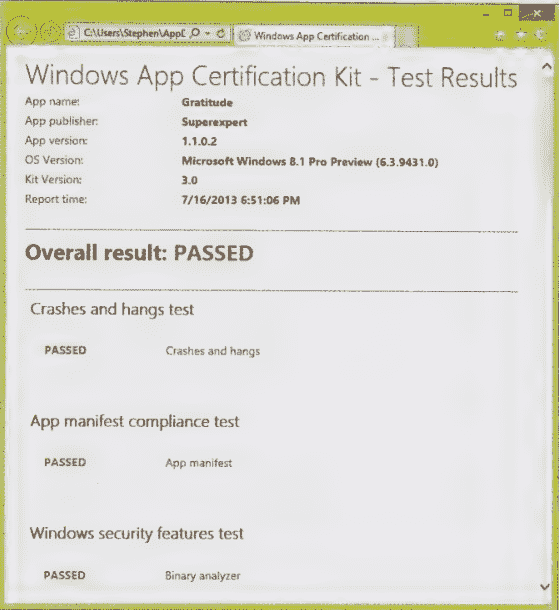 C:\Users\Stephen\AppD
Windows App Certification ...
Windows App Certification Kit - Test Results
App name: Gratitude
App publisher: Superexpert
App version: 1.1.0.2
OS Version: Microsoft Windows 8.1 Pro Preview (6.3.9431.0)
Kit Version: 3.0
Report time: 7/16/2013 6:51:06 PM
Overall result: PASSED
Crashes and hangs test
PASSED Crashes and hangs
App manifest compliance test
PASSED App manifest
Windows security features test
PASSED Binary analyzer